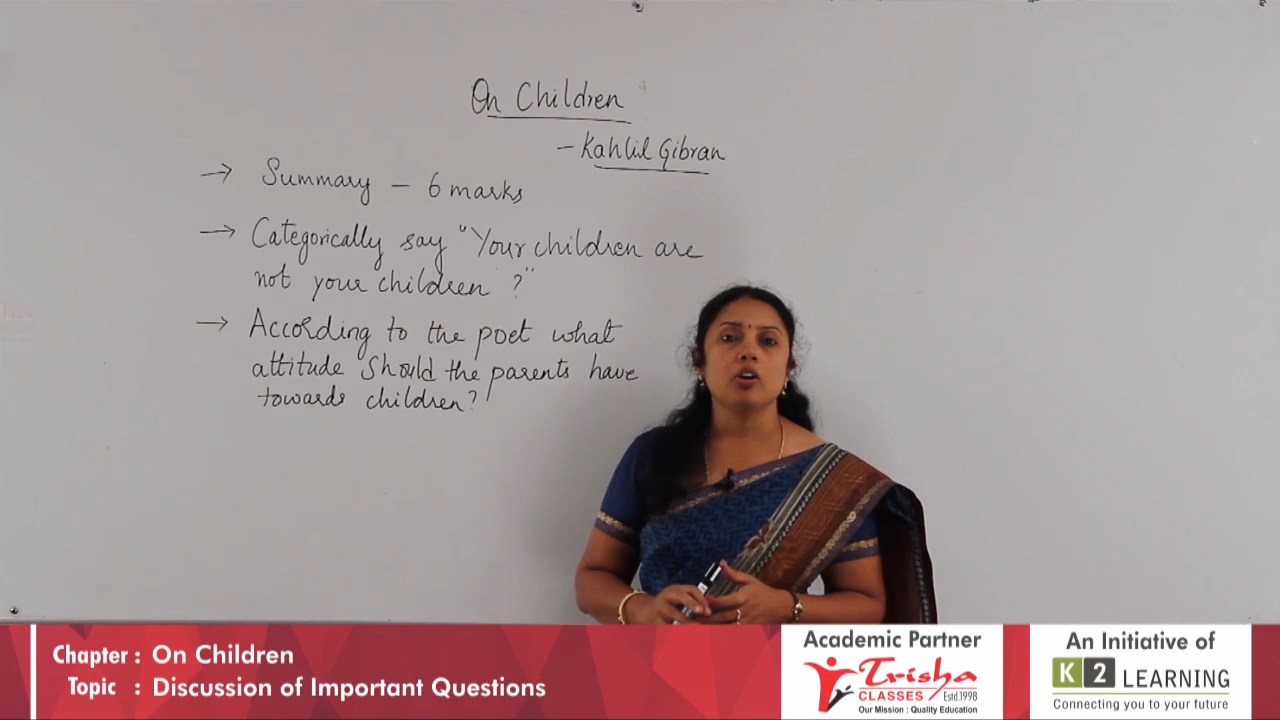 On Children
- Kahlil Gibran
→ Summary - 6 marks
→ Categorically say "Your children are
not your children ?"
→ According to the poet what
attitude should the parents have
towards children?
Chapter : On Children
Topic : Discussion of Important Questions
Academic Partner
Trisha
CLASSES Estd.1998
Our Mission : Quality Education
An Initiative of
K2 LEARNING
Connecting you to your future